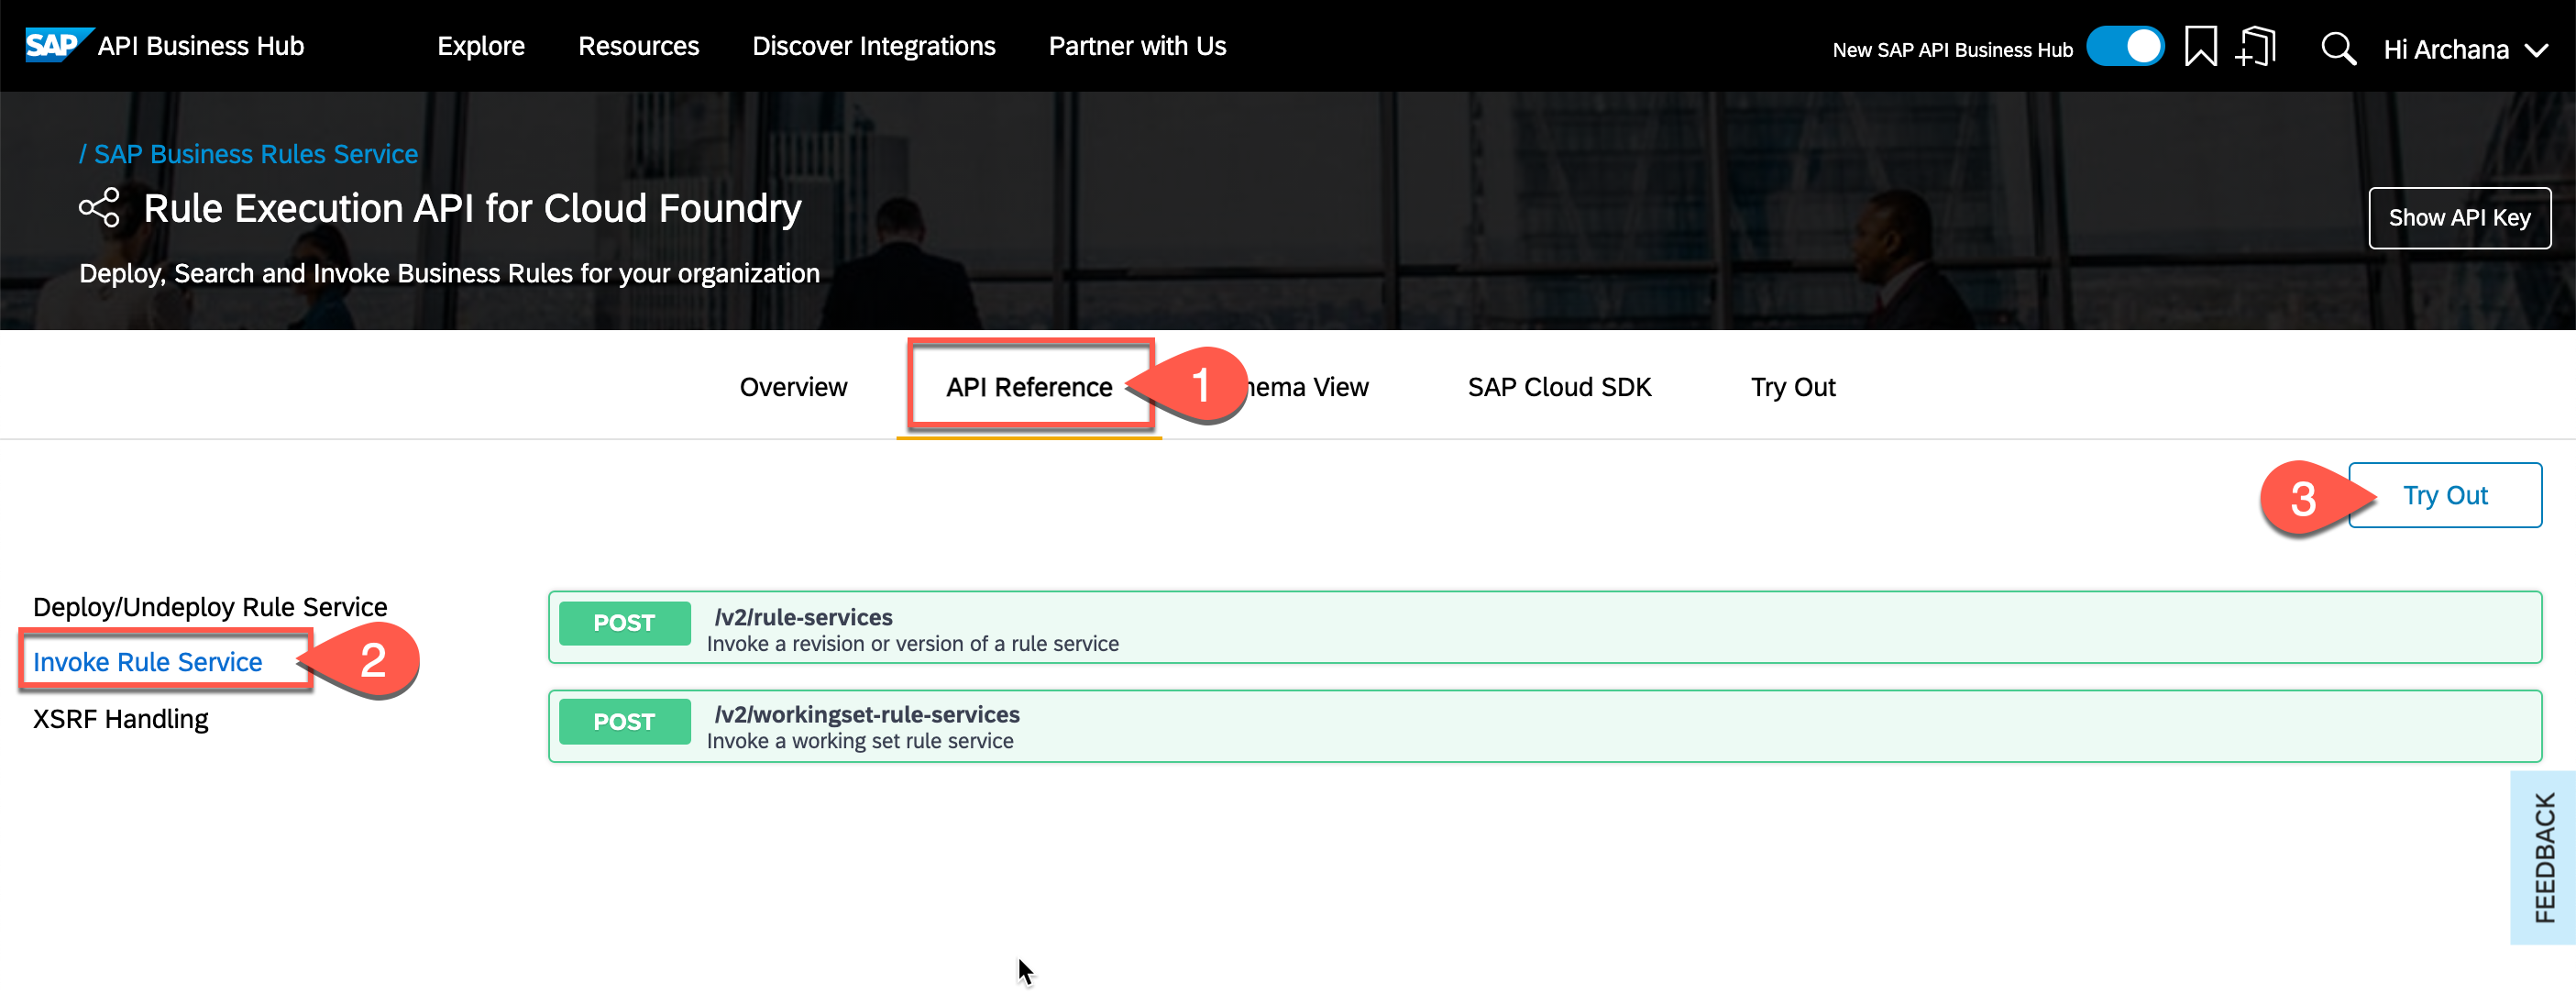 SAP API Business Hub
Explore
Resources
Discover Integrations
Partner with Us
New SAP API Business Hub
Hi Archana
/ SAP Business Rules Service
Rule Execution API for Cloud Foundry
Show API Key
Deploy, Search and Invoke Business Rules for your organization
Overview
API Reference
1
hema View
SAP Cloud SDK
Try Out
3
Try Out
Deploy/Undeploy Rule Service
Invoke Rule Service
2
XSRF Handling
POST
/v2/rule-services
Invoke a revision or version of a rule service
POST
/v2/workingset-rule-services
Invoke a working set rule service
FEEDBACK